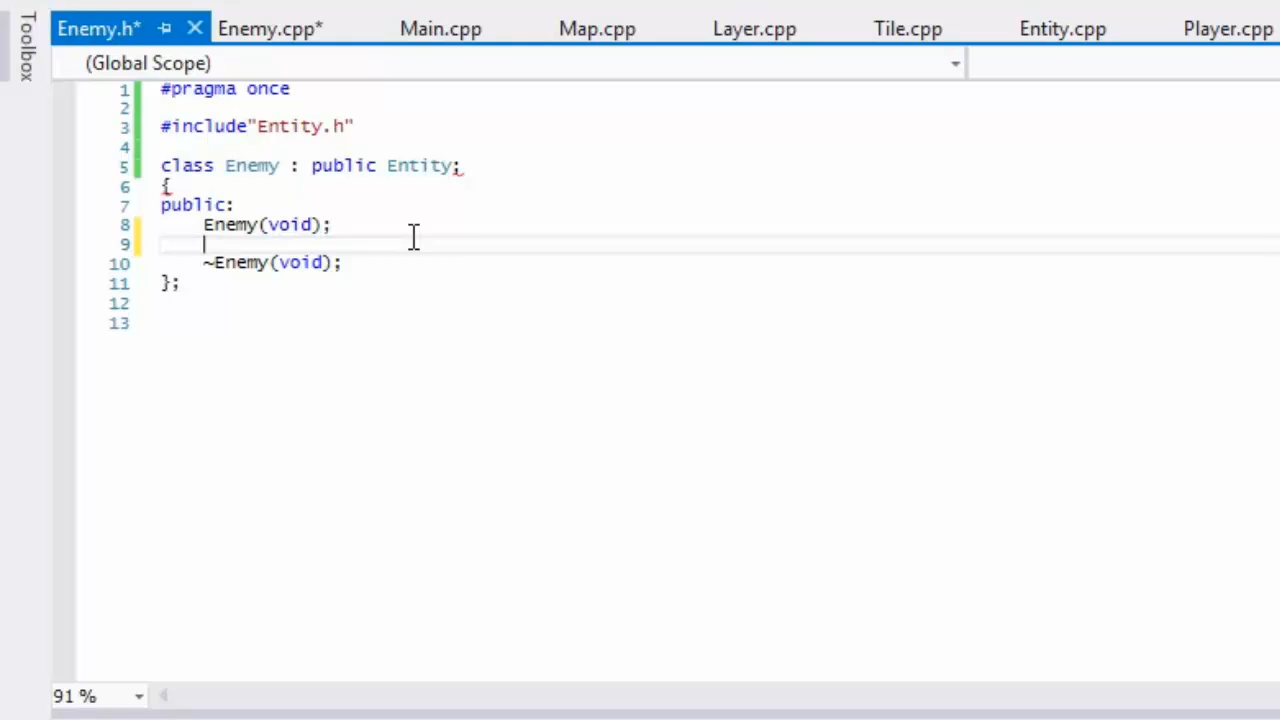 Toolbox
Enemy.h* Enemy.cpp* Main.cpp Map.cpp Layer.cpp Tile.cpp Entity.cpp Player.cpp
(Global Scope)
1 #pragma once
2
3 #include"Entity.h"
4
5 class Enemy : public Entity;
6 {
7 public:
8 Enemy(void);
9
10 ~Enemy(void);
11 };
12
13
91 %